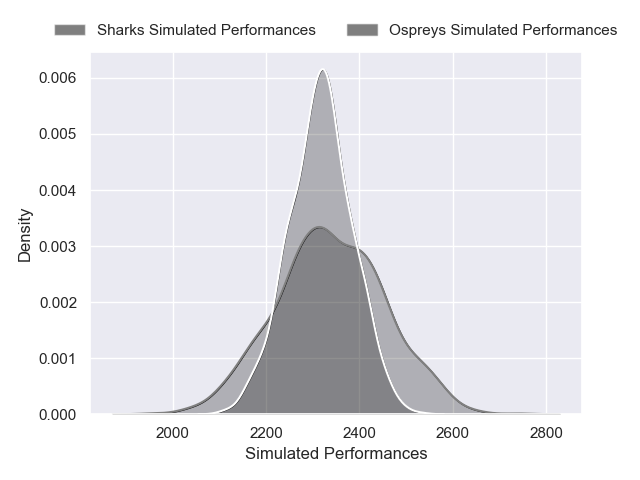 Sharks Simulated Performances Ospreys Simulated Performances
0.006
0.005
0.004
0.003
0.002
0.001
0.000
Density
2000 2200 2400 2600 2800
Simulated Performances